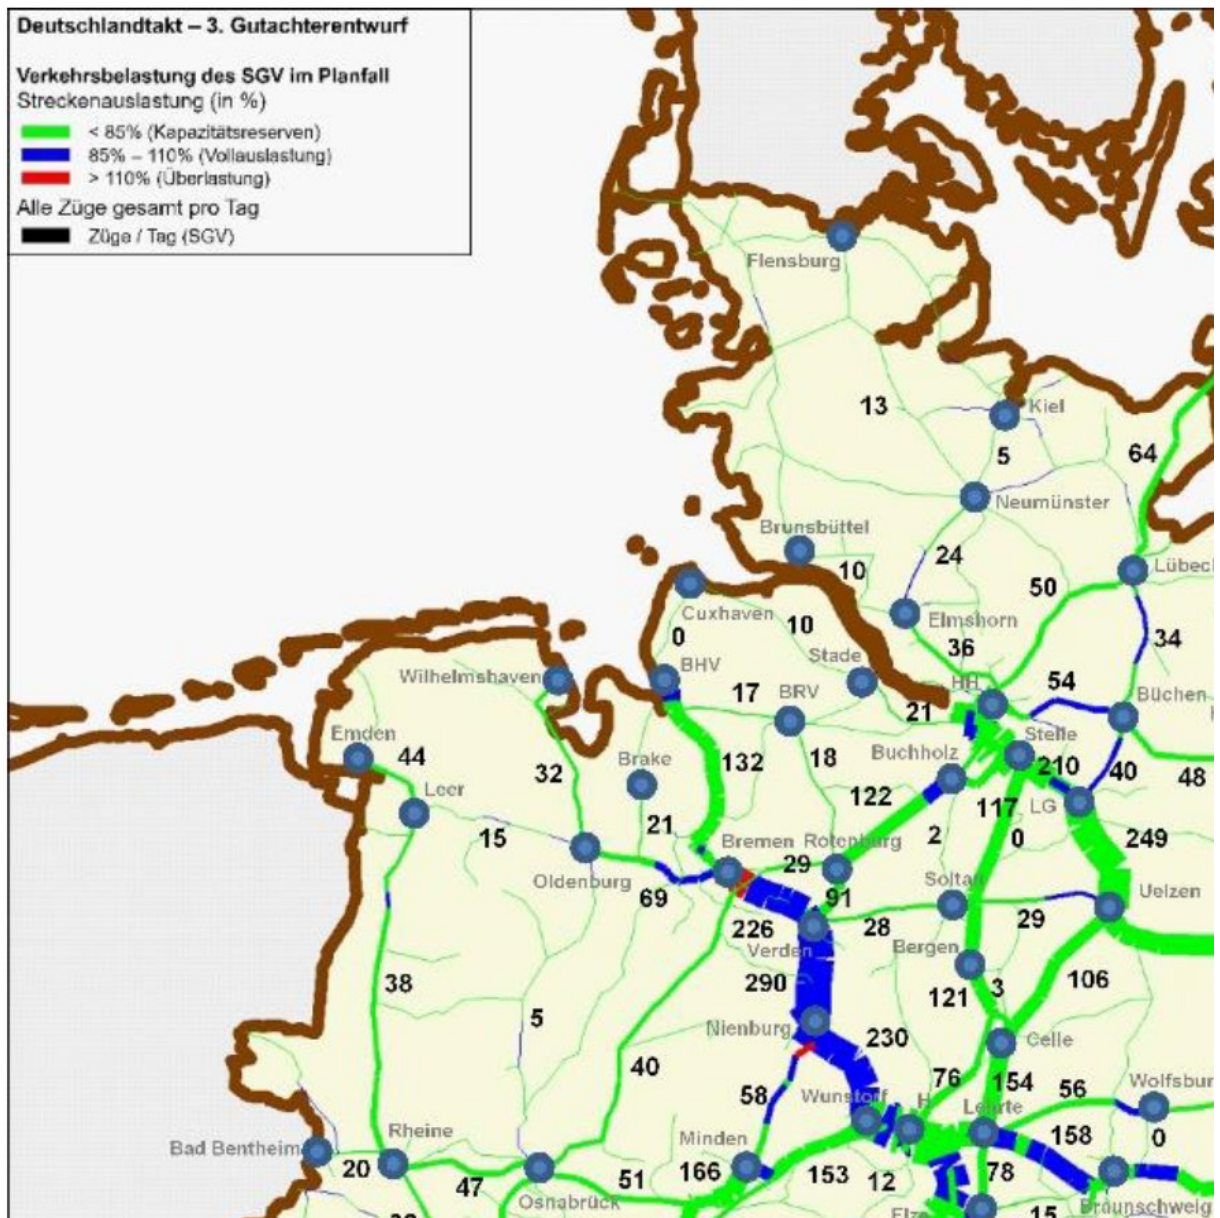 Deutschlandtakt – 3. Gutachterentwurf
Verkehrsbelastung des SGV im Planfall
Streckenauslastung (in %)
< 85% (Kapazitätsreserven)
85% – 110% (Vollauslastung)
> 110% (Überlastung)
Alle Züge gesamt pro Tag
Züge / Tag (SGV)
Flensburg
13
Kiel
5
64
Neumünster
Brunsbüttel
24
10
Lübeck
50
Cuxhaven
10
Elmshorn
0
36
34
Stade
BHV
Wilhelmshaven
HH
54
17
BRV
21
Büchen
Emden
Stelle
44
Brake
132
18
Buchholz
210
40
48
32
Leer
122
117
LG
15
21
2
0
249
Bremen
Rotenburg
29
Oldenburg
Soltau
Uelzen
69
91
226
28
29
Verden
Bergen
38
290
121
3
106
5
Nienburg
230
Celle
40
76
154
56
58
Wunstorf
H
Lehrte
Wolfsbur
Rheine
Minden
158
0
Bad Bentheim
20
47
51
166
153
12
78
Osnabrück
Elze
15
Braunschweig